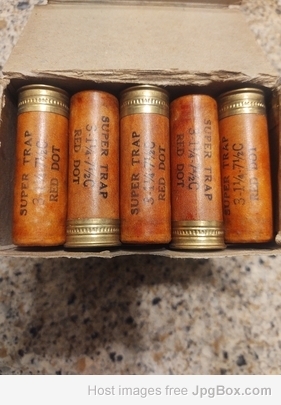 SUPER TRAP
3-1¼-7½C
RED DOT
SUPER TRAP
3-1¼-7½C
RED DOT
SUPER TRAP
3-1¼-7½C
RED DOT
SUPER TRAP
3-1¼-7½C
RED DOT
SUPER TRAP
3-1¼-7½C
Host images free JpgBox.com